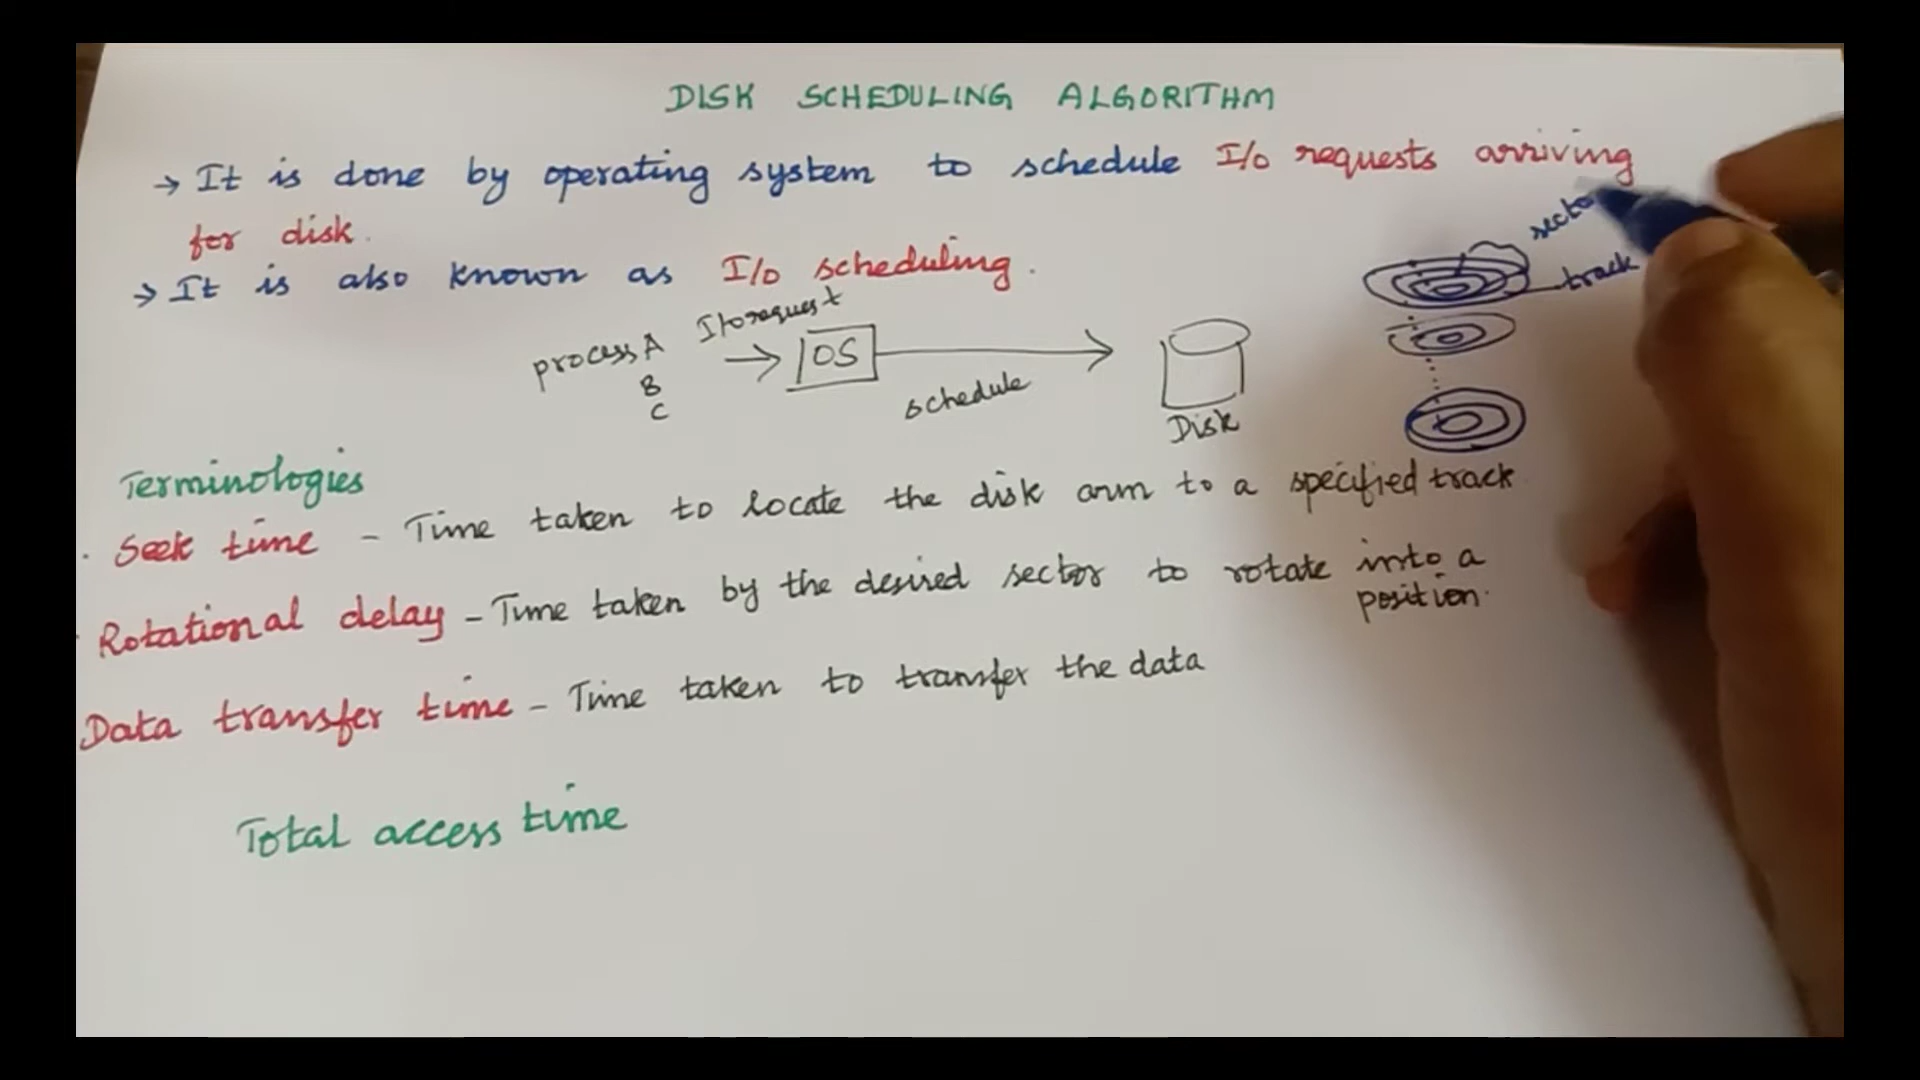 DISK SCHEDULING ALGORITHM
→ It is done by operating system to schedule I/o requests arriving
for disk.
→ It is also known as I/o scheduling.
process A
B
C
I/o request
OS
schedule
Disk
sector
track
Terminologies
. Seek time - Time taken to locate the disk arm to a specified track
. Rotational delay - Time taken by the desired sector to rotate into a
position.
Data transfer time - Time taken to transfer the data
Total access time